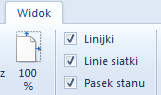 Widok
Linijki
Linie siatki
Pasek stanu
z
100
%